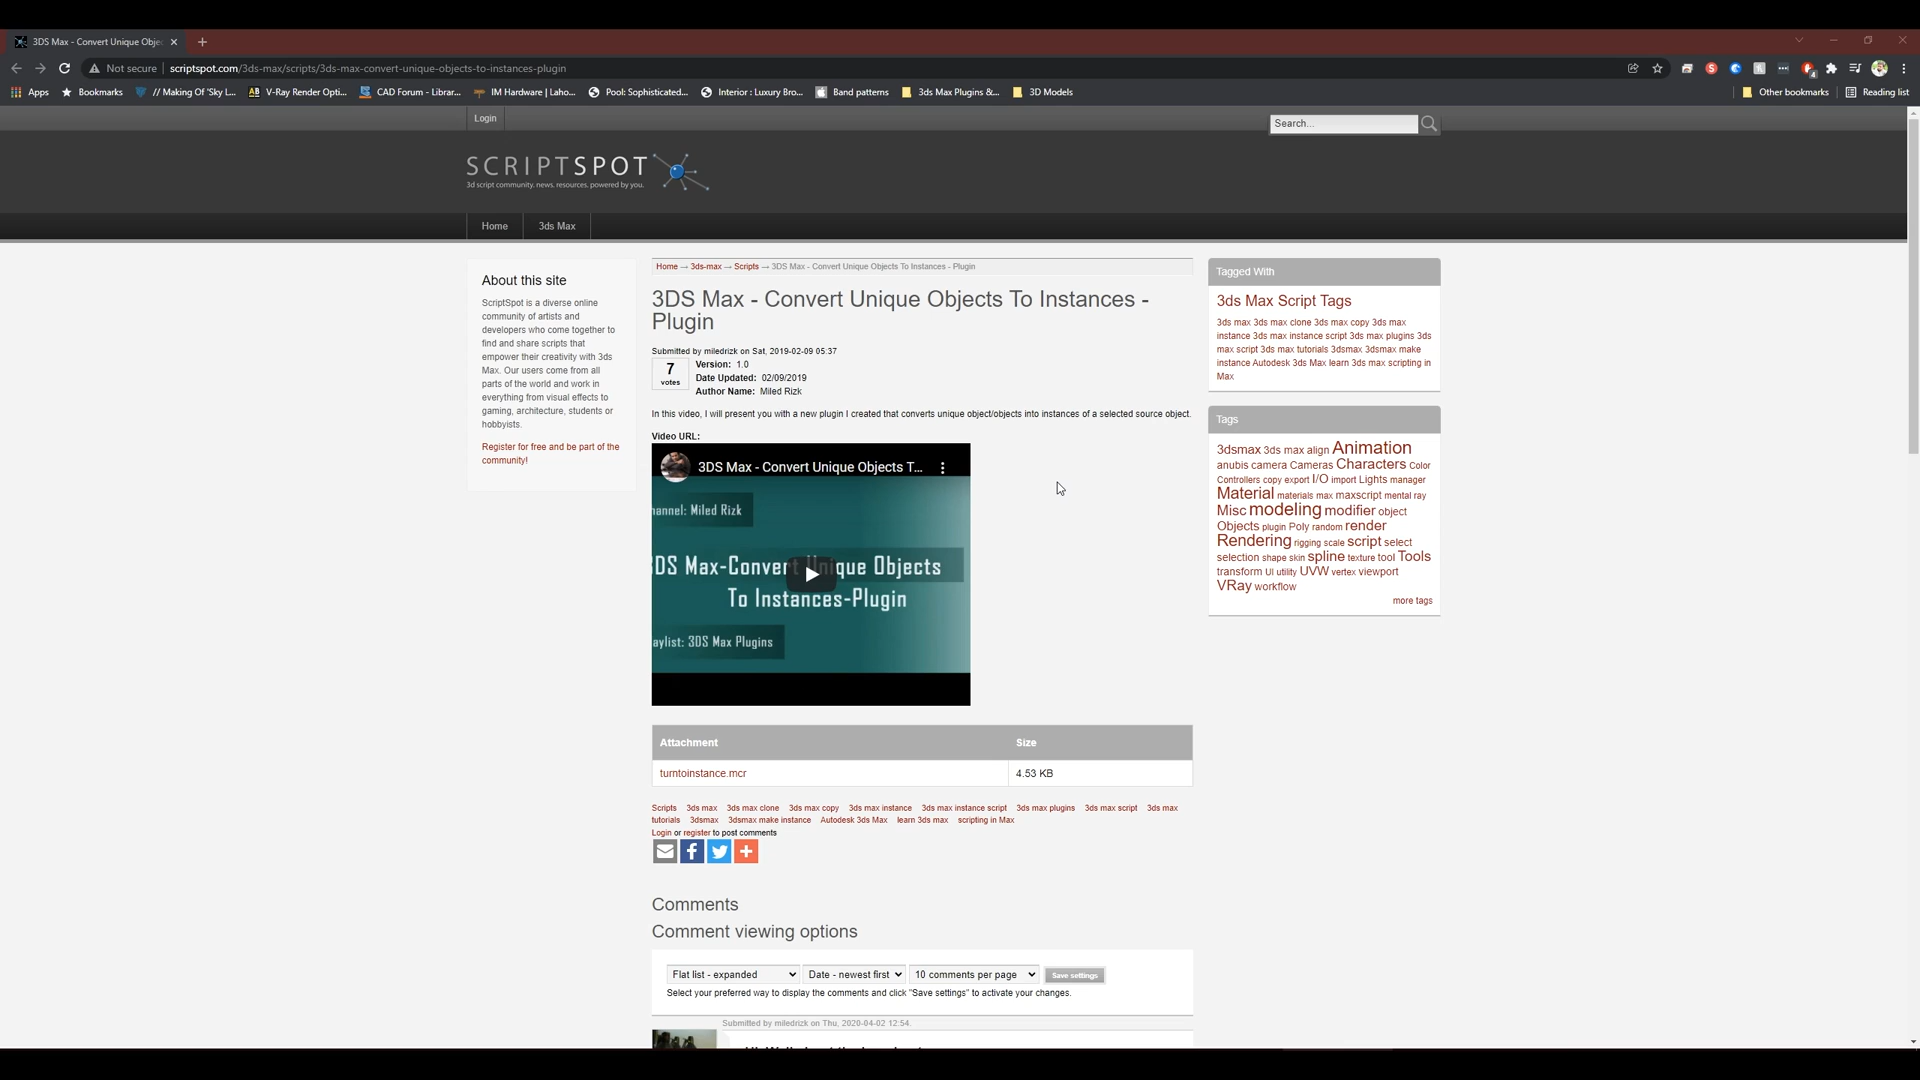 3DS Max - Convert Unique Obje
Not secure
scriptspot.com/3ds-max/scripts/3ds-max-convert-unique-objects-to-instances-plugin
Apps
Bookmarks
// Making Of 'Sky L...
V-Ray Render Opti...
CAD Forum - Librar...
IM Hardware | Laho...
Pool: Sophisticated...
Interior : Luxury Bro...
Band patterns
3ds Max Plugins &...
3D Models
Other bookmarks
Reading list
Login
Search...
SCRIPTSPOT
3d script community. news, resources, powered by you.
Home
3ds Max
About this site
ScriptSpot is a diverse online
community of artists and
developers who come together to
find and share scripts that
empower their creativity with 3ds
Max. Our users come from all
parts of the world and work in
everything from visual effects to
gaming, architecture, students or
hobbyists.
Register for free and be part of the
community!
Home → 3ds-max → Scripts → 3DS Max - Convert Unique Objects To Instances - Plugin
3DS Max - Convert Unique Objects To Instances -
Plugin
Submitted by miledrizk on Sat, 2019-02-09 05:37
7
votes
Version: 1.0
Date Updated: 02/09/2019
Author Name: Miled Rizk
In this video, I will present you with a new plugin I created that converts unique object/objects into instances of a selected source object.
Video URL:
3DS Max - Convert Unique Objects T...
hannel: Miled Rizk
3DS Max-Convert Unique Objects
To Instances-Plugin
aylist: 3DS Max Plugins
Attachment
Size
turntoinstance.mcr
4.53 KB
Scripts 3ds max 3ds max clone 3ds max copy 3ds max instance 3ds max instance script 3ds max plugins 3ds max script 3ds max
tutorials 3dsmax 3dsmax make instance Autodesk 3ds Max learn 3ds max scripting in Max
Login or register to post comments
Comments
Comment viewing options
Flat list - expanded
Date - newest first
10 comments per page
Save settings
Select your preferred way to display the comments and click "Save settings" to activate your changes.
Submitted by miledrizk on Thu, 2020-04-02 12:54.
Tagged With
3ds Max Script Tags
3ds max 3ds max clone 3ds max copy 3ds max
instance 3ds max instance script 3ds max plugins 3ds
max script 3ds max tutorials 3dsmax 3dsmax make
instance Autodesk 3ds Max learn 3ds max scripting in
Max
Tags
3dsmax 3ds max align Animation
anubis camera Cameras Characters Color
Controllers copy export I/O import Lights manager
Material materials max maxscript mental ray
Misc modeling modifier object
Objects plugin Poly random render
Rendering rigging scale script select
selection shape skin spline texture tool Tools
transform UI utility UVW vertex viewport
VRay workflow
more tags